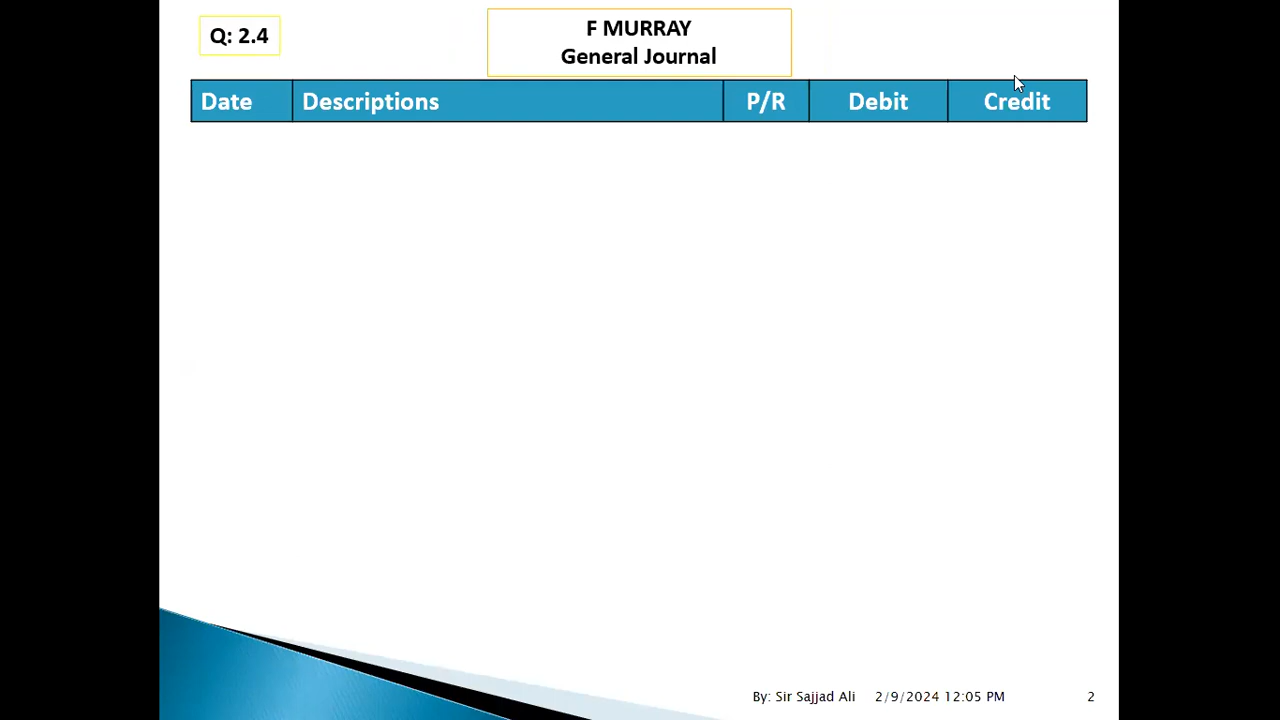 Q: 2.4
F MURRAY
General Journal
Date Descriptions P/R Debit Credit
By: Sir Sajjad Ali 2/9/2024 12:05 PM 2